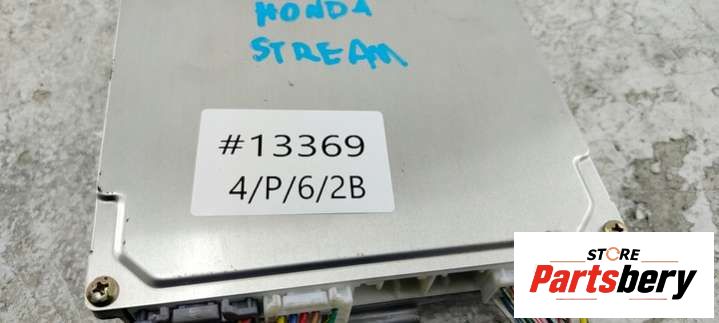 HONDA
STREAM
#13369
4/P/6/2B
STORE
Partsbery